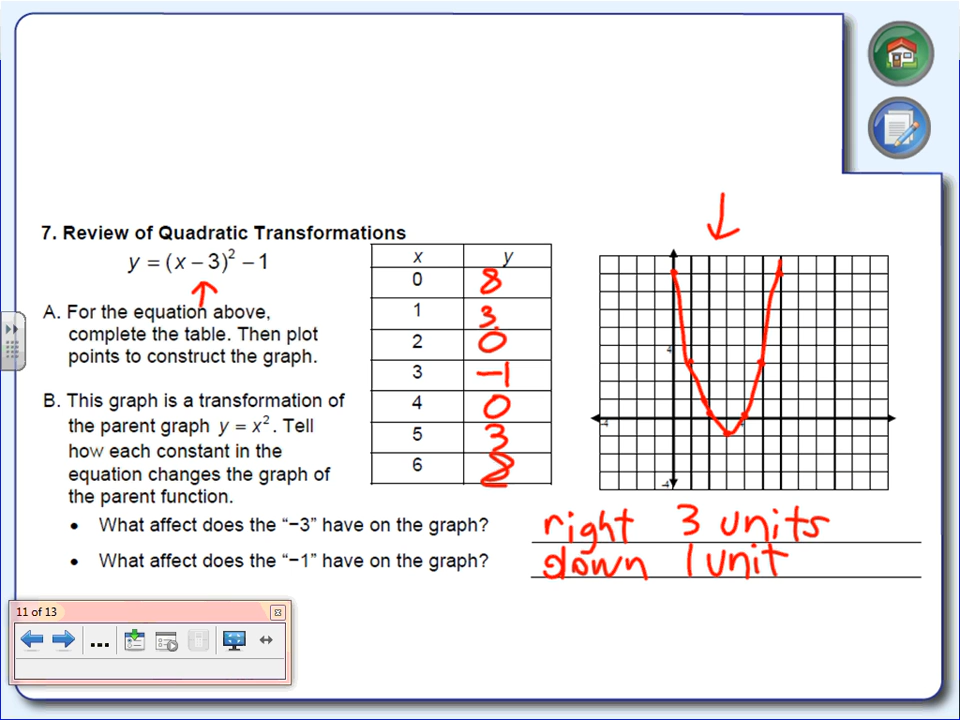 7. Review of Quadratic Transformations
y = (x − 3)² − 1
A. For the equation above,
complete the table. Then plot
points to construct the graph.
B. This graph is a transformation of
the parent graph y = x². Tell
how each constant in the
equation changes the graph of
the parent function.
x y
0 8
1 3
2 0
3 −1
4 0
5 3
6 8
4
-4
-4
• What affect does the “−3” have on the graph? right 3 units
• What affect does the “−1” have on the graph? down 1 unit
11 of 13
...